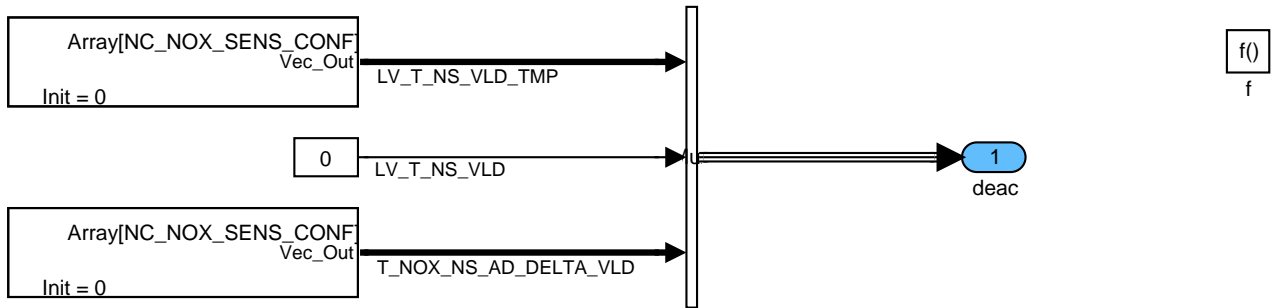 Array[NC_NOX_SENS_CONF]
Vec_Out
Init = 0
LV_T_NS_VLD_TMP
0
LV_T_NS_VLD
Array[NC_NOX_SENS_CONF]
Vec_Out
Init = 0
T_NOX_NS_AD_DELTA_VLD
1
deac
f()
f